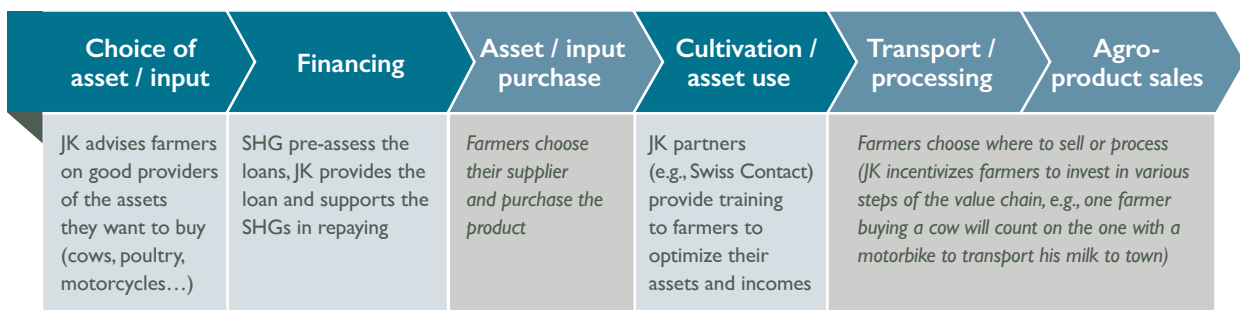 Choice of
asset / input
Financing
Asset / input
purchase
Cultivation /
asset use
Transport /
processing
Agro-
product sales
JK advises farmers
on good providers
of the assets
they want to buy
(cows, poultry,
motorcycles…)
SHG pre-assess the
loans, JK provides the
loan and supports the
SHGs in repaying
Farmers choose
their supplier
and purchase the
product
JK partners
(e.g., Swiss Contact)
provide training
to farmers to
optimize their
assets and incomes
Farmers choose where to sell or process
(JK incentivizes farmers to invest in various
steps of the value chain, e.g., one farmer
buying a cow will count on the one with a
motorbike to transport his milk to town)